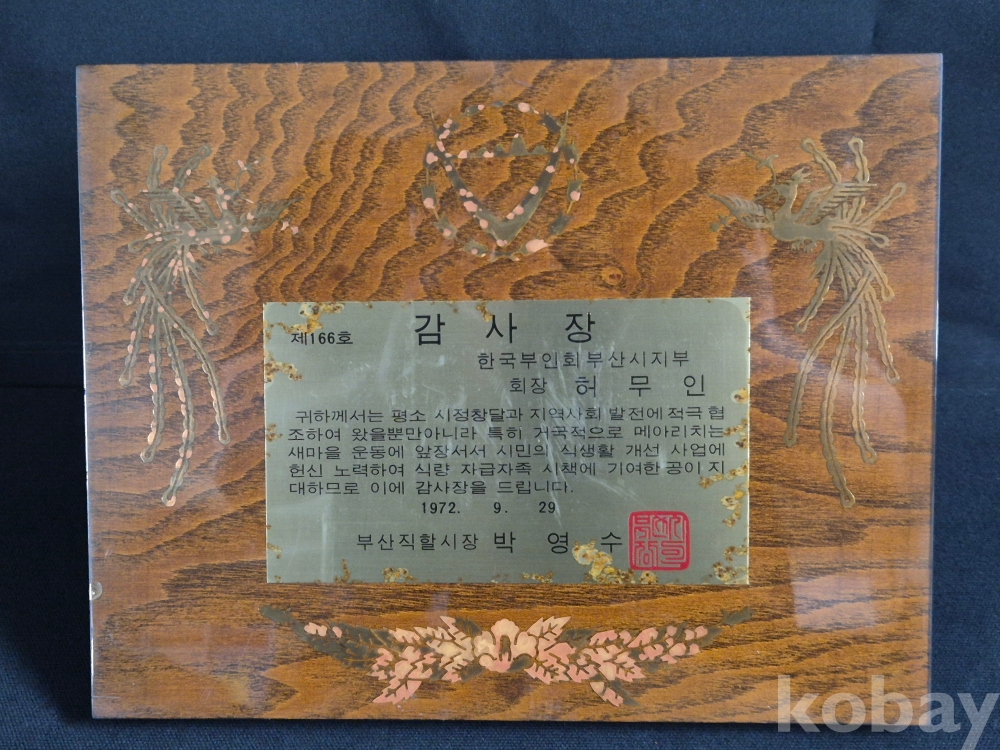 감 사 장
제166호
한국부인회부산시지부
회장 허 무 인
귀하께서는 평소 시정창달과 지역사회 발전에 적극 협
조하여 왔을뿐만아니라 특히 거국적으로 메아리치는
새마을 운동에 앞장서서 시민의 식생활 개선 사업에
헌신 노력하여 식량 자급자족 시책에 기여한 공이 지
대하므로 이에 감사장을 드립니다.
1972. 9. 29
부산직할시장 박 영 수
kobay